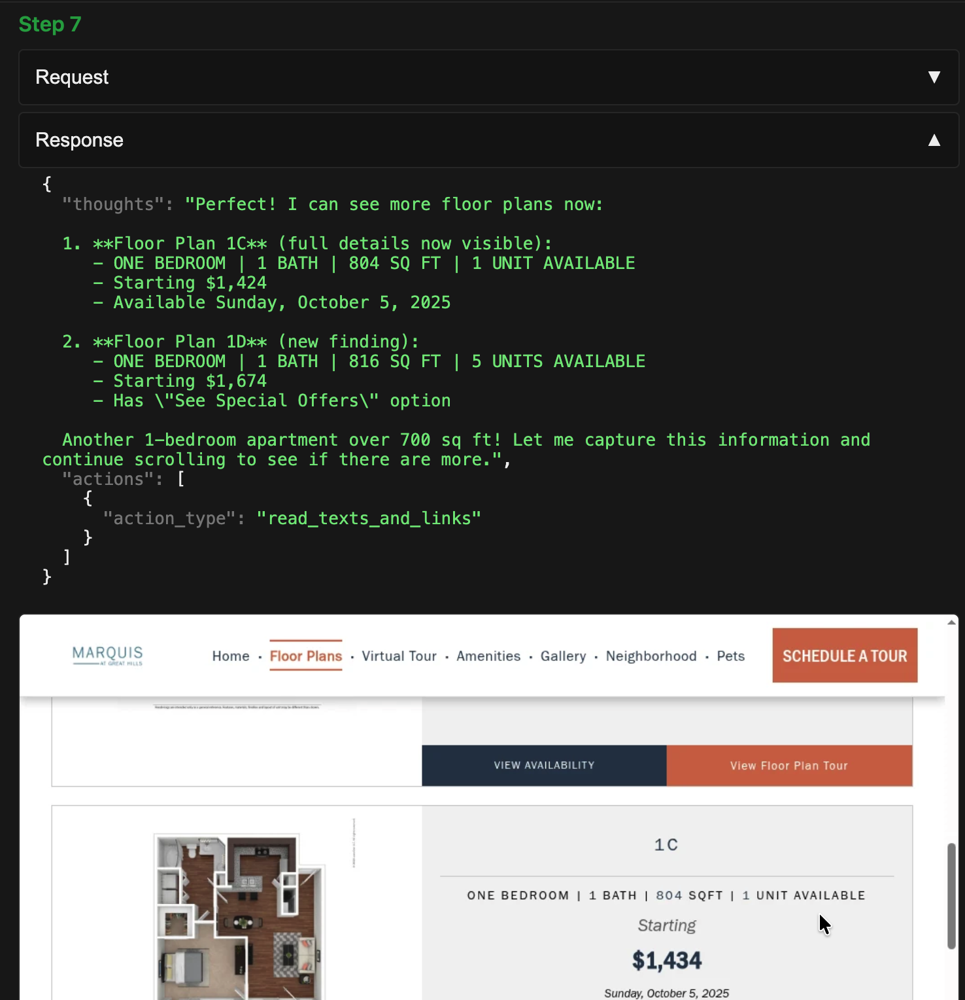 Step 7
Request ▼
Response ▲
{
"thoughts": "Perfect! I can see more floor plans now:
1. **Floor Plan 1C** (full details now visible):
- ONE BEDROOM | 1 BATH | 804 SQ FT | 1 UNIT AVAILABLE
- Starting $1,424
- Available Sunday, October 5, 2025
2. **Floor Plan 1D** (new finding):
- ONE BEDROOM | 1 BATH | 816 SQ FT | 5 UNITS AVAILABLE
- Starting $1,674
- Has \"See Special Offers\" option
Another 1-bedroom apartment over 700 sq ft! Let me capture this information and
continue scrolling to see if there are more.",
"actions": [
{
"action_type": "read_texts_and_links"
}
]
}
MARQUIS
AT GREAT HILLS
Home · Floor Plans · Virtual Tour · Amenities · Gallery · Neighborhood · Pets
SCHEDULE A TOUR
VIEW AVAILABILITY
View Floor Plan Tour
1C
ONE BEDROOM | 1 BATH | 804 SQFT | 1 UNIT AVAILABLE
Starting
$1,434
Sunday, October 5, 2025